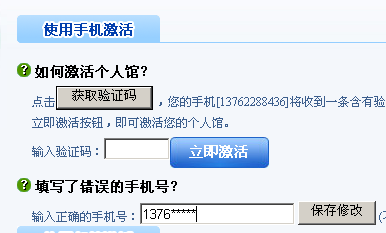 使用手机激活
如何激活个人馆?
点击 获取验证码 ,您的手机[13762288436]将收到一条含有验
立即激活按钮,即可激活您的个人馆。
输入验证码: 立即激活
填写了错误的手机号?
输入正确的手机号: 1376***** 保存修改